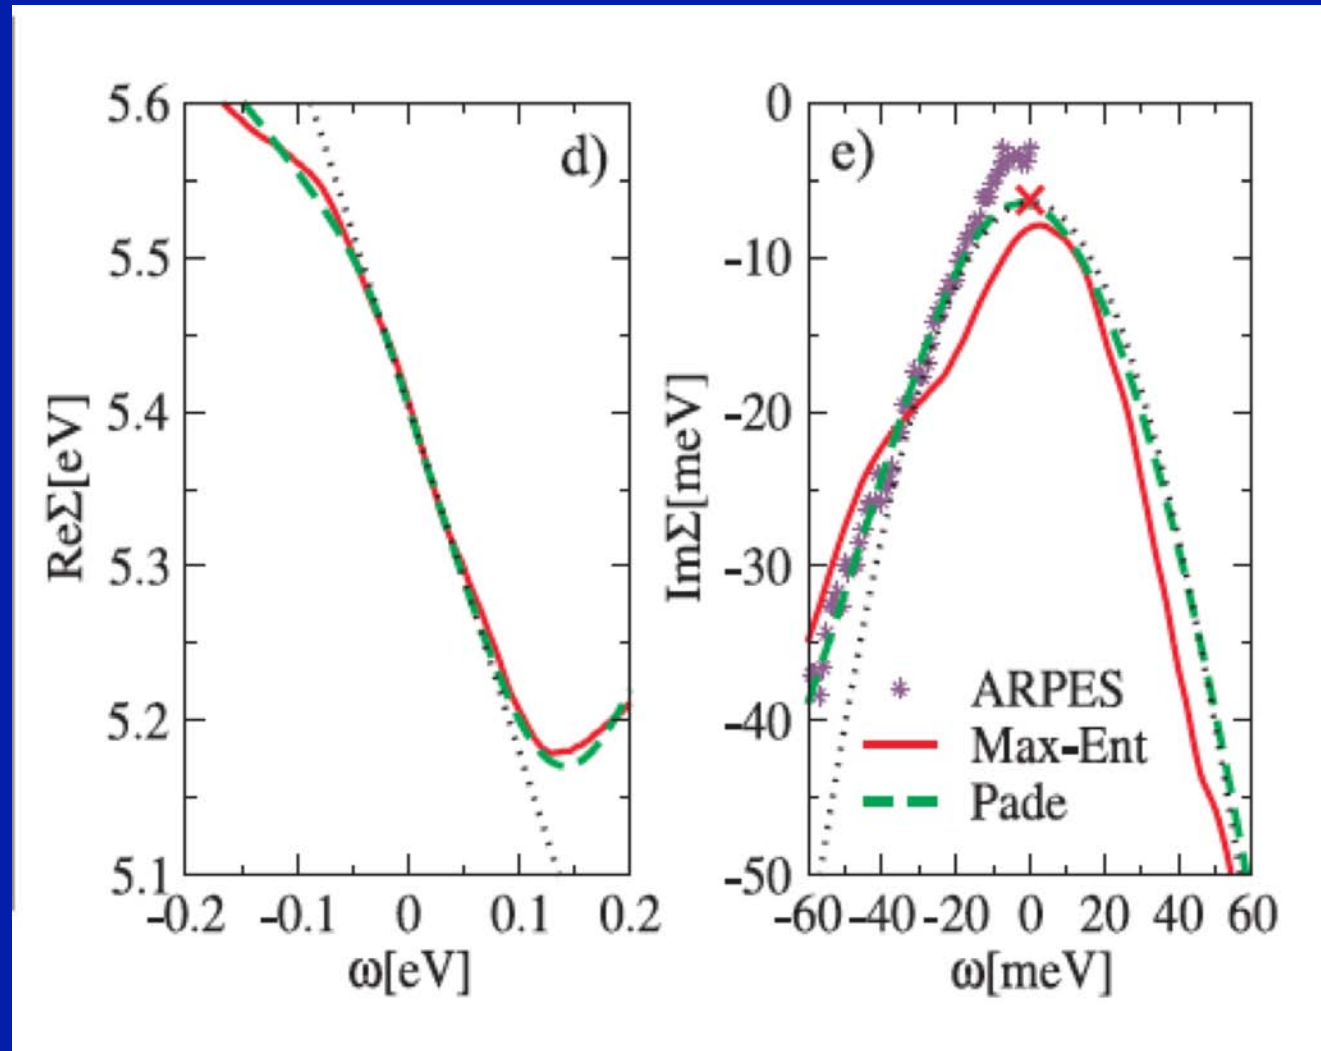 d)
5.6
5.5
5.4
5.3
5.2
5.1
ReΣ[eV]
-0.2 -0.1 0 0.1 0.2
ω[eV]
e)
0
-10
-20
-30
-40
-50
ImΣ[meV]
ARPES
Max-Ent
Pade
-60 -40 -20 0 20 40 60
ω[meV]